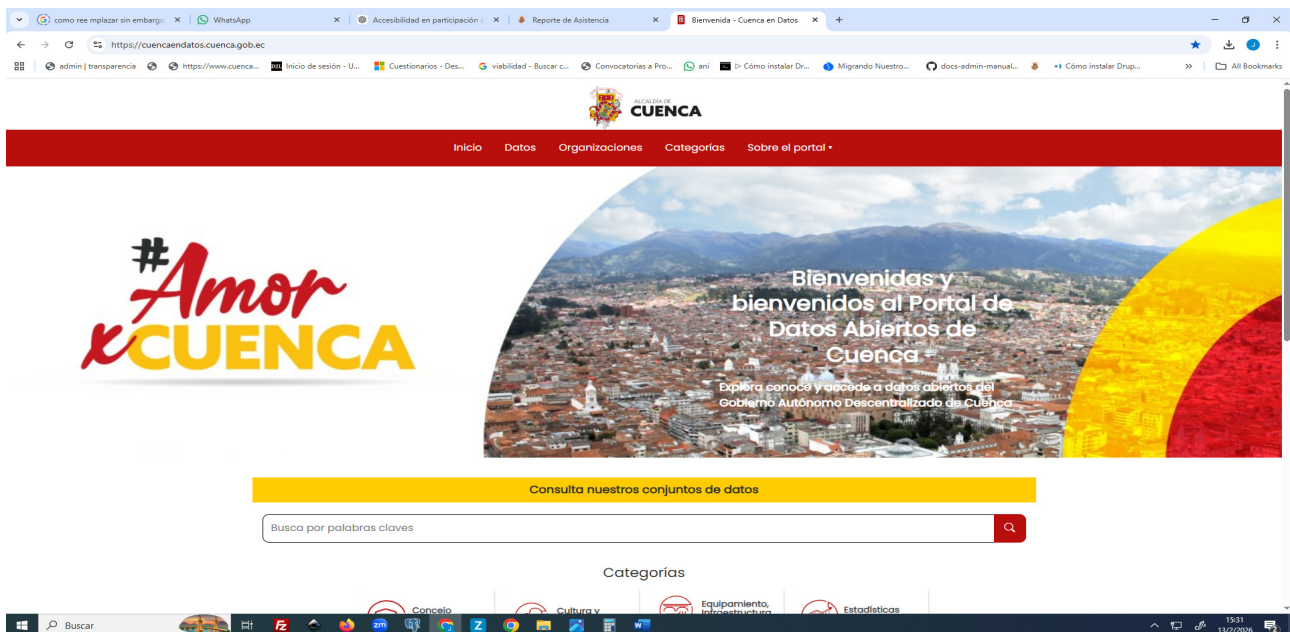 como ree mplazar sin embargo
WhatsApp
Accesibilidad en participación c
Reporte de Asistencia
Bienvenida - Cuenca en Datos
https://cuencaendatos.cuenca.gob.ec
admin | transparencia
https://www.cuenca...
Inicio de sesión - U...
Cuestionarios - Des...
viabilidad - Buscar c...
Convocatorias a Pro...
ani
Cómo instalar Dr...
Migrando Nuestro...
docs-admin-manual...
Cómo instalar Drup...
All Bookmarks
ALCALDÍA DE
CUENCA
Inicio Datos Organizaciones Categorías Sobre el portal
#Amor
xCUENCA
Bienvenidas y
bienvenidos al Portal de
Datos Abiertos de
Cuenca
Explora conoce y accede a datos abiertos del
Gobierno Autónomo Descentralizado de Cuenca
Consulta nuestros conjuntos de datos
Busca por palabras claves
Categorías
Concejo
Cultura y
Equipamiento,
Infraestructura
Estadísticas
Buscar
15:31
13/2/2026